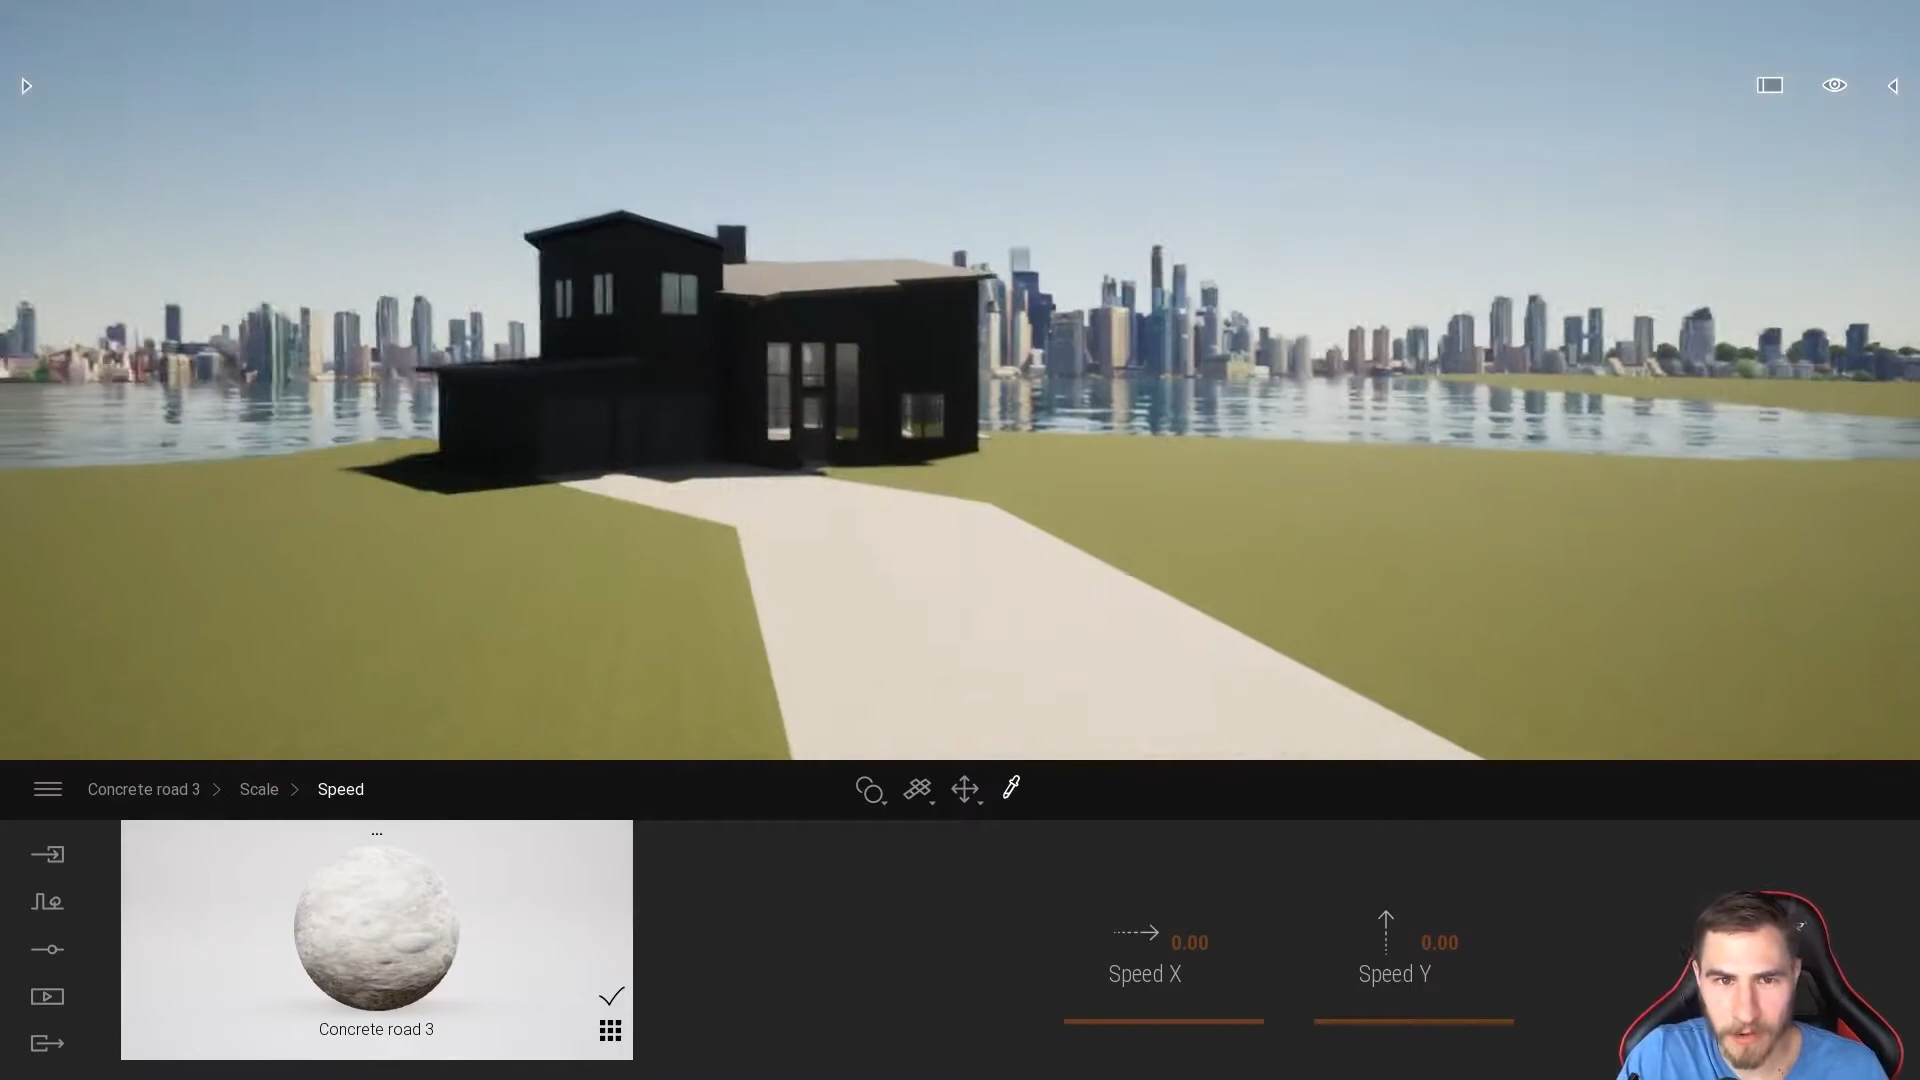 Concrete road 3 > Scale > Speed
...
Concrete road 3
0.00
Speed X
0.00
Speed Y